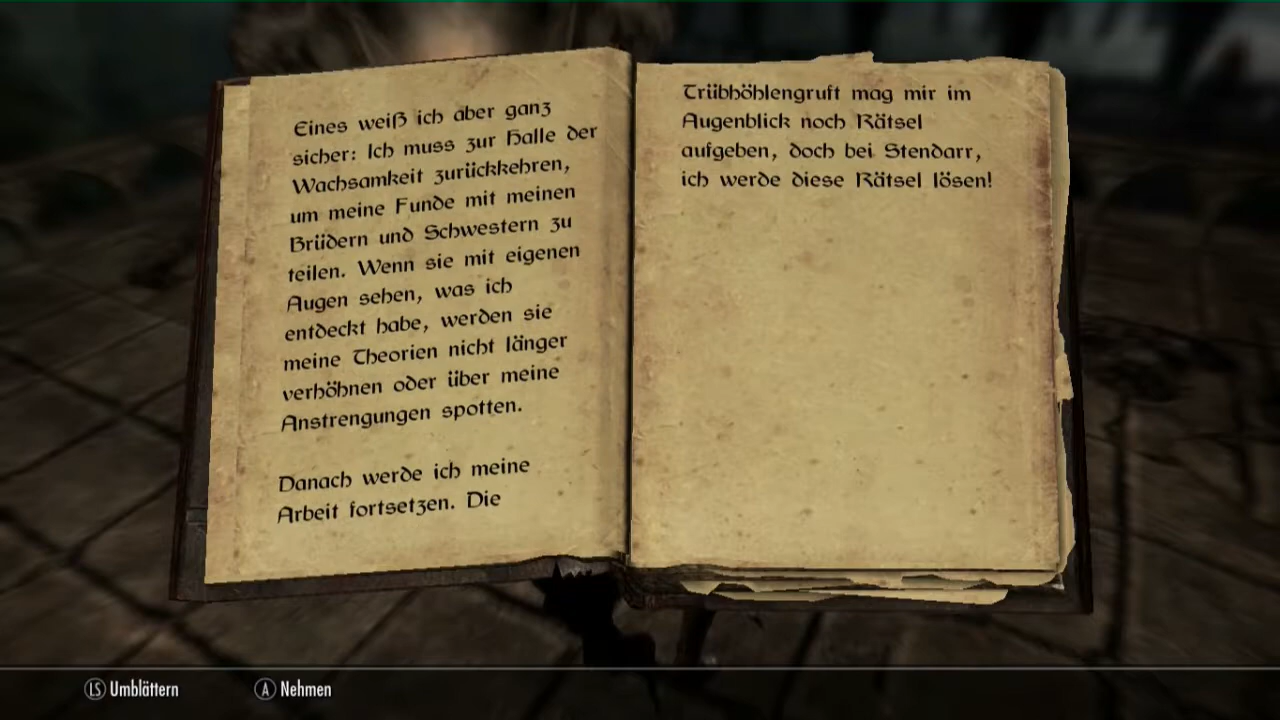 Eines weiß ich aber ganz
sicher: Ich muss zur Halle der
Wachsamkeit zurückkehren,
um meine Funde mit meinen
Brüdern und Schwestern zu
teilen. Wenn sie mit eigenen
Augen sehen, was ich
entdeckt habe, werden sie
meine Theorien nicht länger
verhöhnen oder über meine
Anstrengungen spotten.
Danach werde ich meine
Arbeit fortsetzen. Die
Trübhöhlengruft mag mir im
Augenblick noch Rätsel
aufgeben, doch bei Stendarr,
ich werde diese Rätsel lösen!
LS Umblättern
A Nehmen